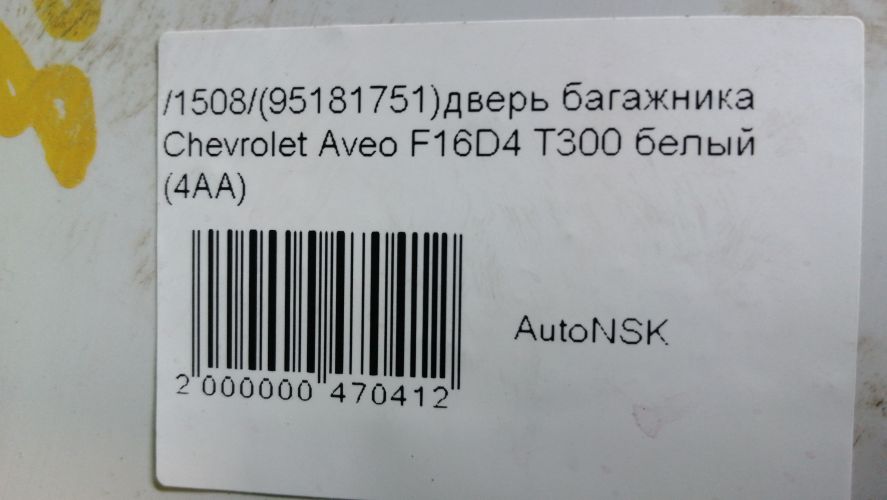 /1508/(95181751)дверь багажника
Chevrolet Aveo F16D4 T300 белый
(4AA)
AutoNSK
2 000000 470412